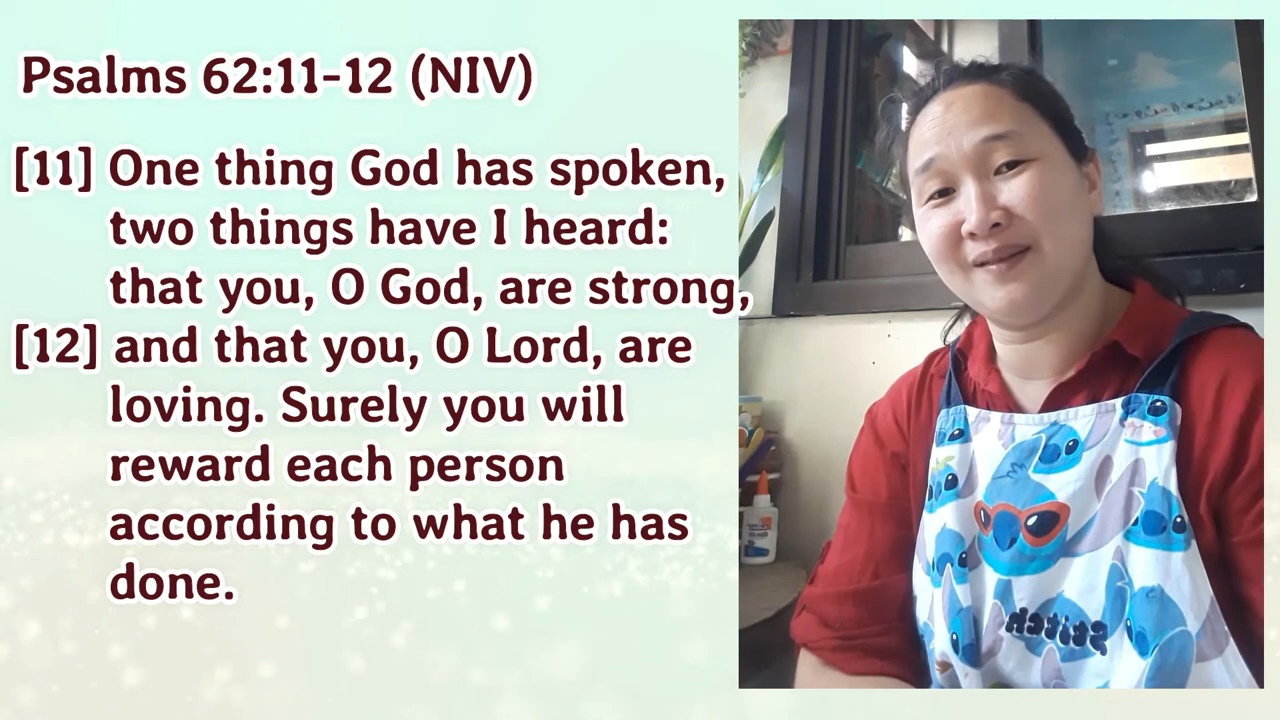 Psalms 62:11-12 (NIV)
[11] One thing God has spoken,
two things have I heard:
that you, O God, are strong,
[12] and that you, O Lord, are
loving. Surely you will
reward each person
according to what he has
done.
Stitch